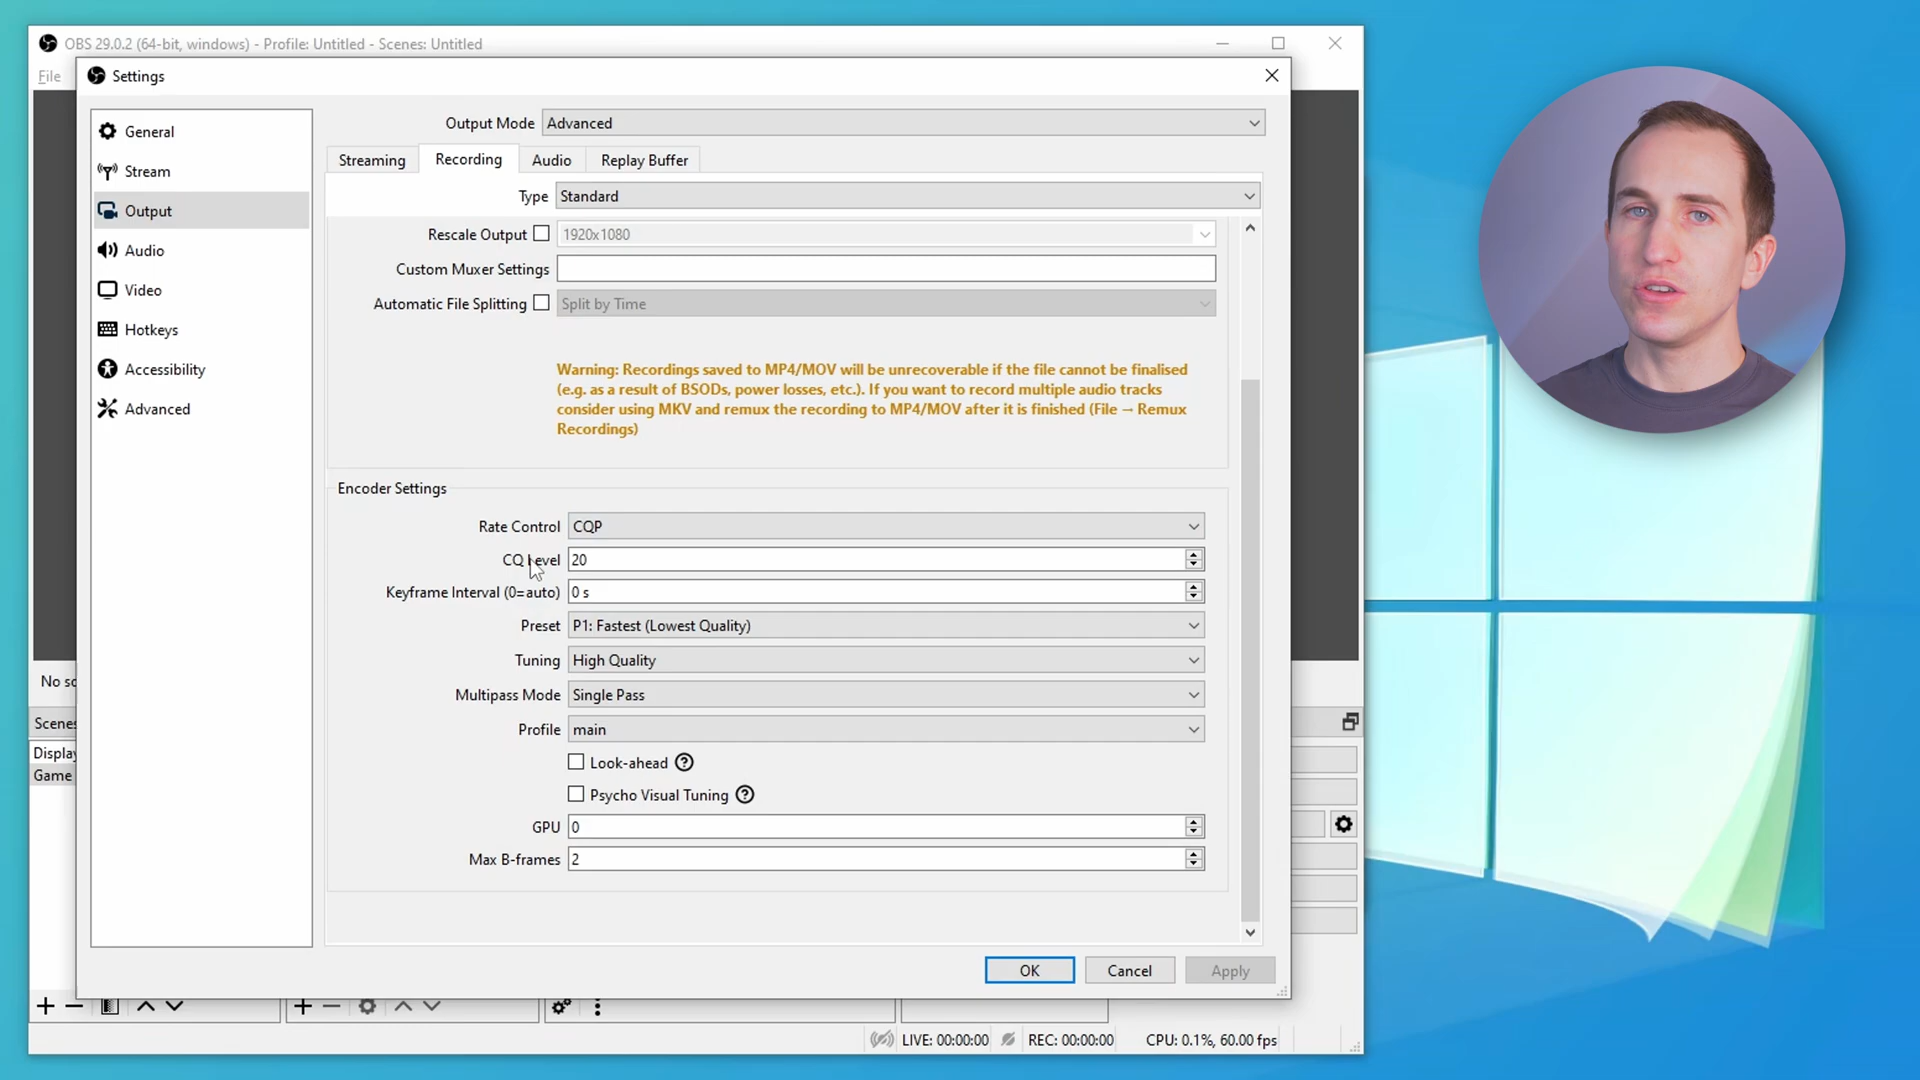 OBS 29.0.2 (64-bit, windows) - Profile: Untitled - Scenes: Untitled
File
Settings
General
Stream
Output
Audio
Video
Hotkeys
Accessibility
Advanced
Output Mode Advanced
Streaming Recording Audio Replay Buffer
Type Standard
Rescale Output 1920x1080
Custom Muxer Settings
Automatic File Splitting Split by Time
Warning: Recordings saved to MP4/MOV will be unrecoverable if the file cannot be finalised
(e.g. as a result of BSODs, power losses, etc.). If you want to record multiple audio tracks
consider using MKV and remux the recording to MP4/MOV after it is finished (File → Remux
Recordings)
Encoder Settings
Rate Control CQP
CQ Level 20
Keyframe Interval (0=auto) 0 s
Preset P1: Fastest (Lowest Quality)
Tuning High Quality
Multipass Mode Single Pass
Profile main
Look-ahead ?
Psycho Visual Tuning ?
GPU 0
Max B-frames 2
OK Cancel Apply
No so
Scenes
Display
Game
LIVE: 00:00:00 REC: 00:00:00 CPU: 0.1%, 60.00 fps